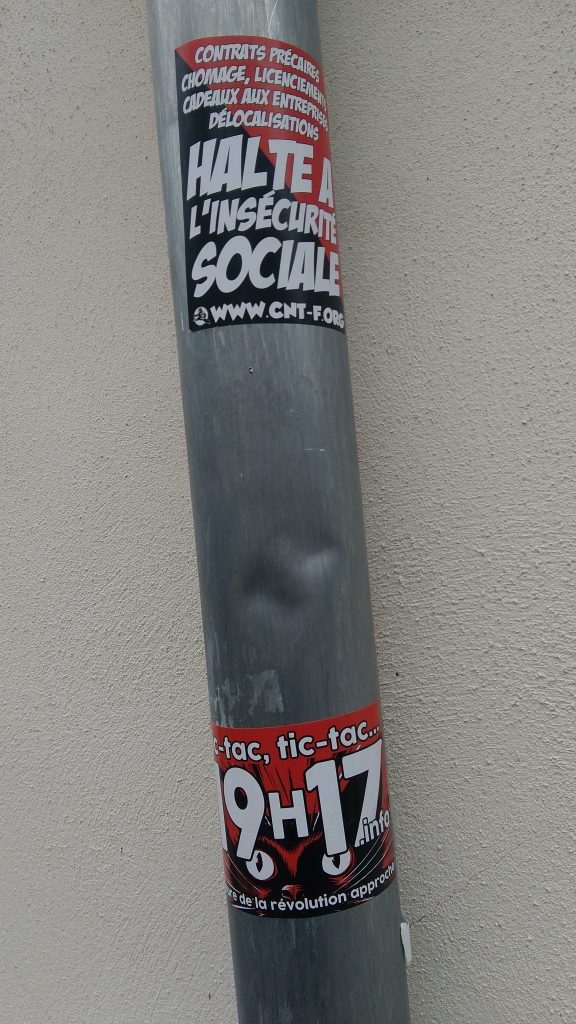 CONTRATS PRÉCAIRES
CHOMAGE, LICENCIEMENTS
CADEAUX AUX ENTREPRISES
DÉLOCALISATIONS
HALTE A
L'INSÉCURITÉ
SOCIALE
WWW.CNT-F.ORG
c-tac, tic-tac...
19H17
.info
re de la révolution approche